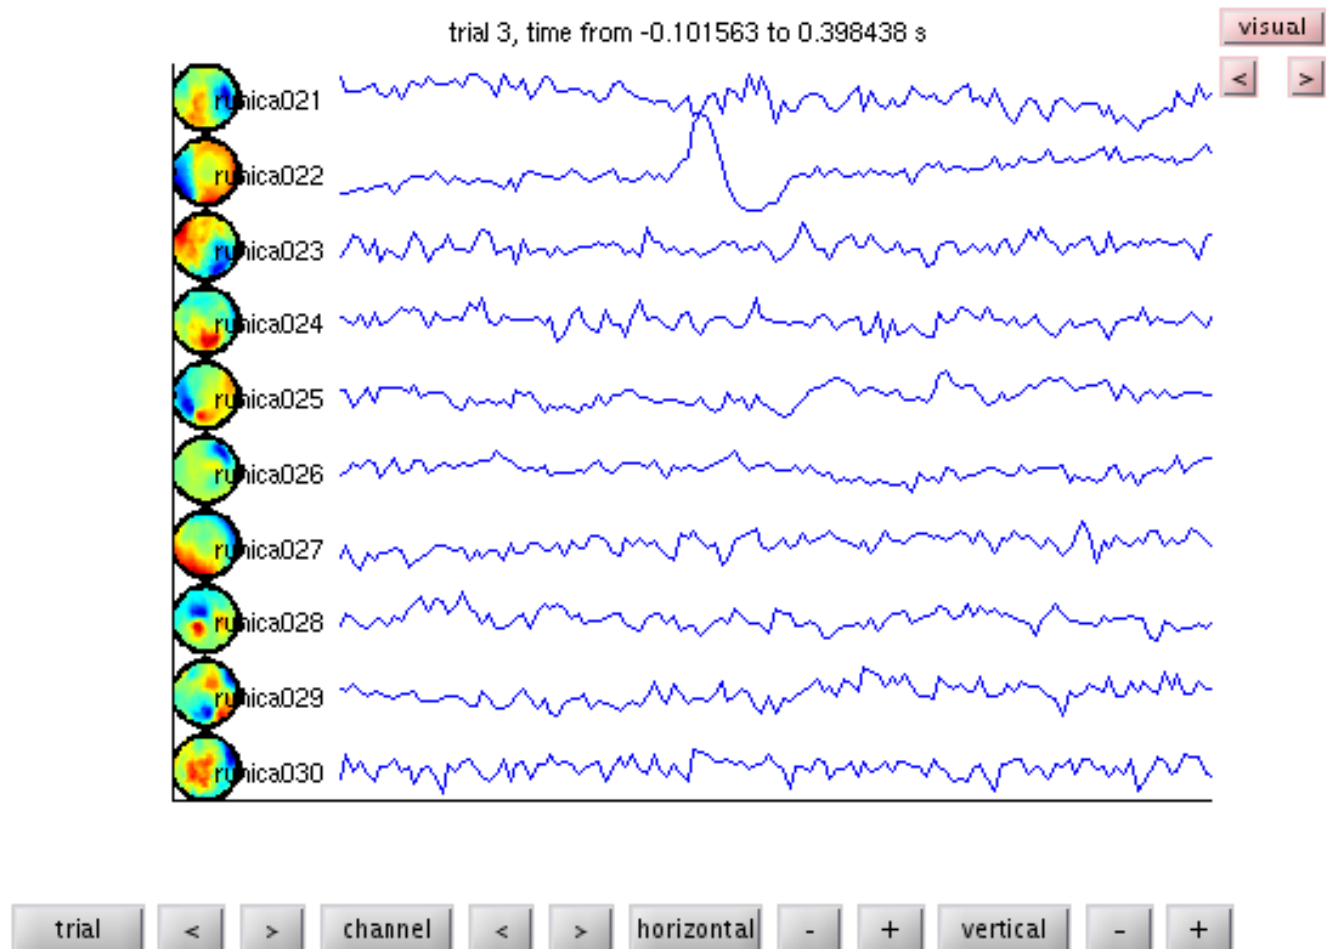 trial 3, time from -0.101563 to 0.398438 s
visual
< >
runica021
runica022
runica023
runica024
runica025
runica026
runica027
runica028
runica029
runica030
trial < > channel < > horizontal - + vertical - +